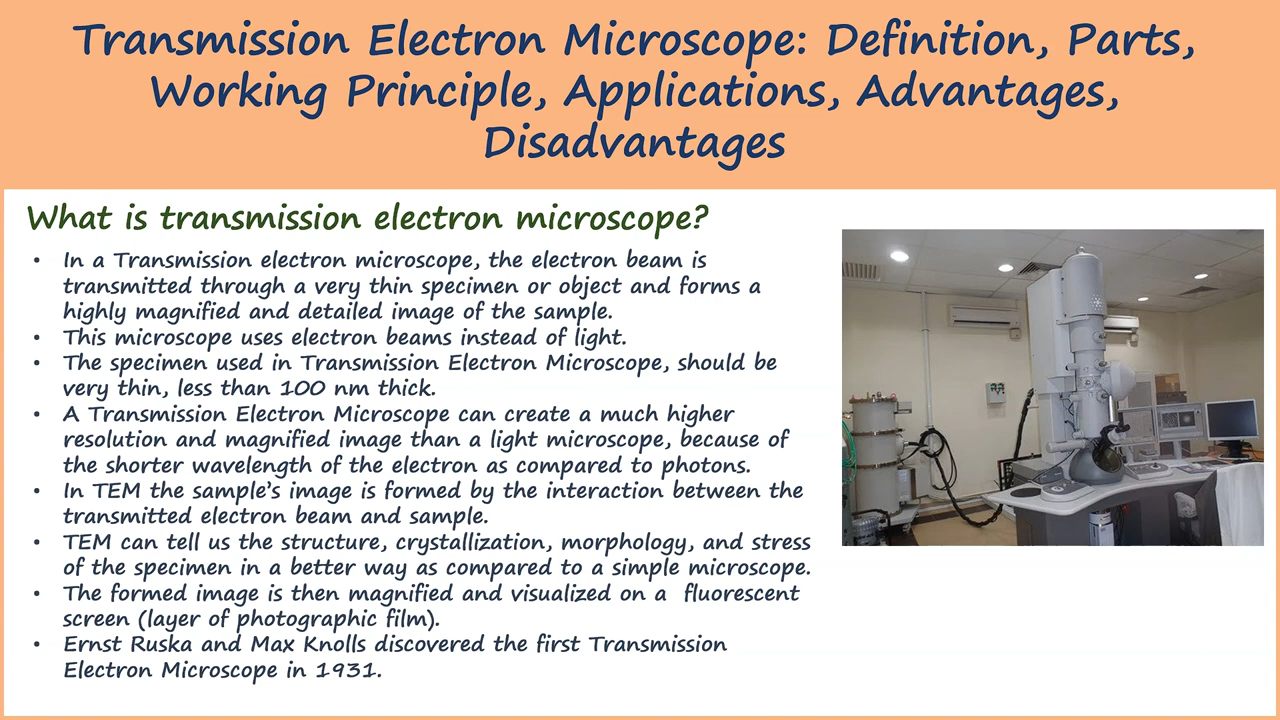 Transmission Electron Microscope: Definition, Parts,
Working Principle, Applications, Advantages,
Disadvantages
What is transmission electron microscope?
• In a Transmission electron microscope, the electron beam is
transmitted through a very thin specimen or object and forms a
highly magnified and detailed image of the sample.
• This microscope uses electron beams instead of light.
• The specimen used in Transmission Electron Microscope, should be
very thin, less than 100 nm thick.
• A Transmission Electron Microscope can create a much higher
resolution and magnified image than a light microscope, because of
the shorter wavelength of the electron as compared to photons.
• In TEM the sample's image is formed by the interaction between the
transmitted electron beam and sample.
• TEM can tell us the structure, crystallization, morphology, and stress
of the specimen in a better way as compared to a simple microscope.
• The formed image is then magnified and visualized on a  fluorescent
screen (layer of photographic film).
• Ernst Ruska and Max Knolls discovered the first Transmission
Electron Microscope in 1931.